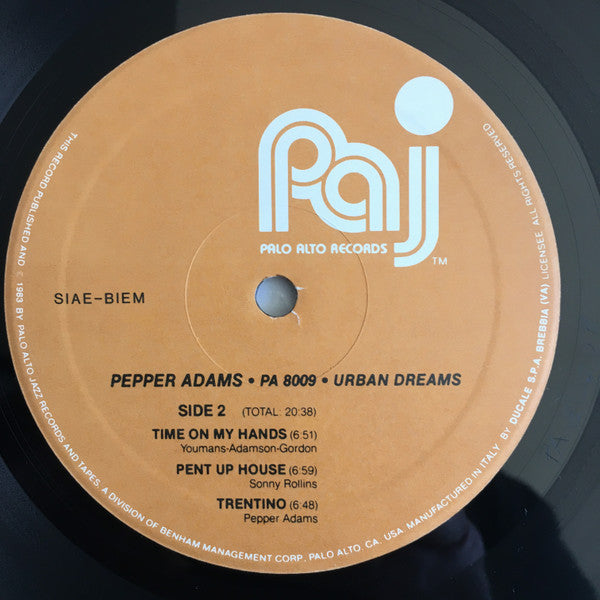 Paj
PALO ALTO RECORDS
TM
SIAE-BIEM
PEPPER ADAMS • PA 8009 • URBAN DREAMS
SIDE 2 (TOTAL: 20:38)
TIME ON MY HANDS (6:51)
Youmans-Adamson-Gordon
PENT UP HOUSE (6:59)
Sonny Rollins
TRENTINO (6:48)
Pepper Adams
THIS RECORD PUBLISHED AND © 1983 BY PALO ALTO JAZZ RECORDS AND TAPES, A DIVISION OF BENHAM MANAGEMENT CORP., PALO ALTO, CA. USA. MANUFACTURED IN ITALY BY DUCALE S.P.A. BREBBIA (VA) LICENSEE. ALL RIGHTS RESERVED